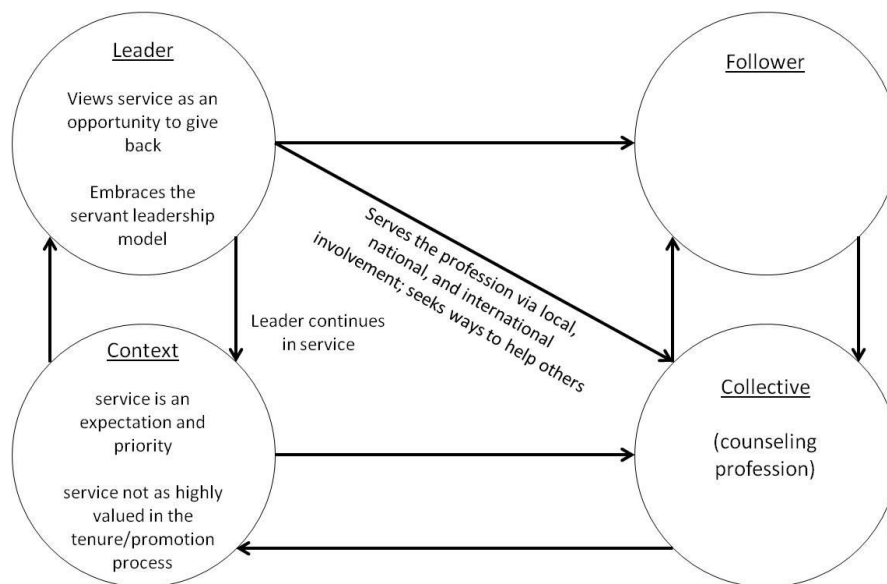 Leader
Views service as an
opportunity to give
back
Embraces the
servant leadership
model
Follower
Serves the profession via local,
national, and international
involvement; seeks ways to help others
Leader continues
in service
Context
service is an
expectation and
priority
service not as highly
valued in the
tenure/promotion
process
Collective
(counseling
profession)